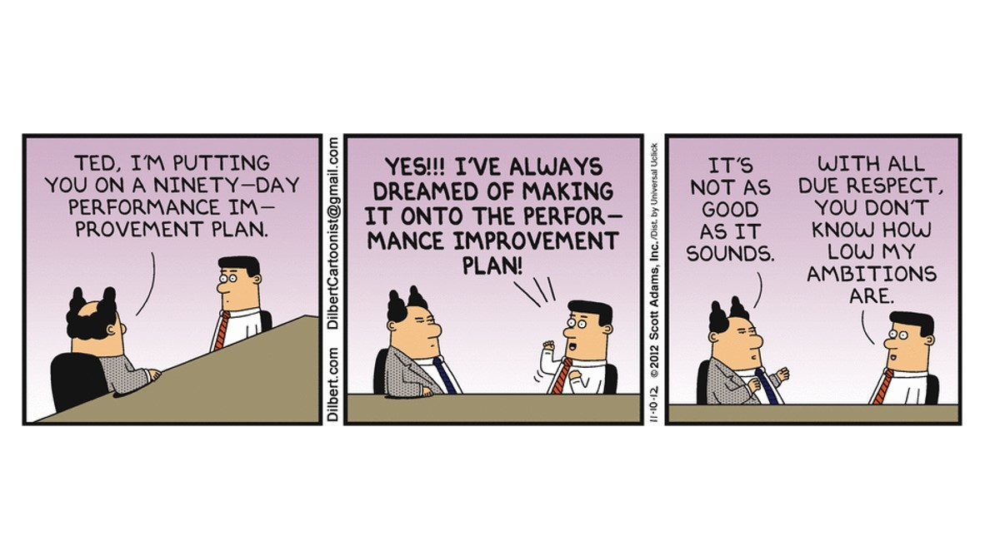 TED, I'M PUTTING
YOU ON A NINETY–DAY
PERFORMANCE IM–
PROVEMENT PLAN.
Dilbert.com DilbertCartoonist@gmail.com
YES!!! I'VE ALWAYS
DREAMED OF MAKING
IT ONTO THE PERFOR–
MANCE IMPROVEMENT
PLAN!
11-10-12 ©2012 Scott Adams, Inc. /Dist. by Universal Uclick
IT'S
NOT AS
GOOD
AS IT
SOUNDS.
WITH ALL
DUE RESPECT,
YOU DON'T
KNOW HOW
LOW MY
AMBITIONS
ARE.